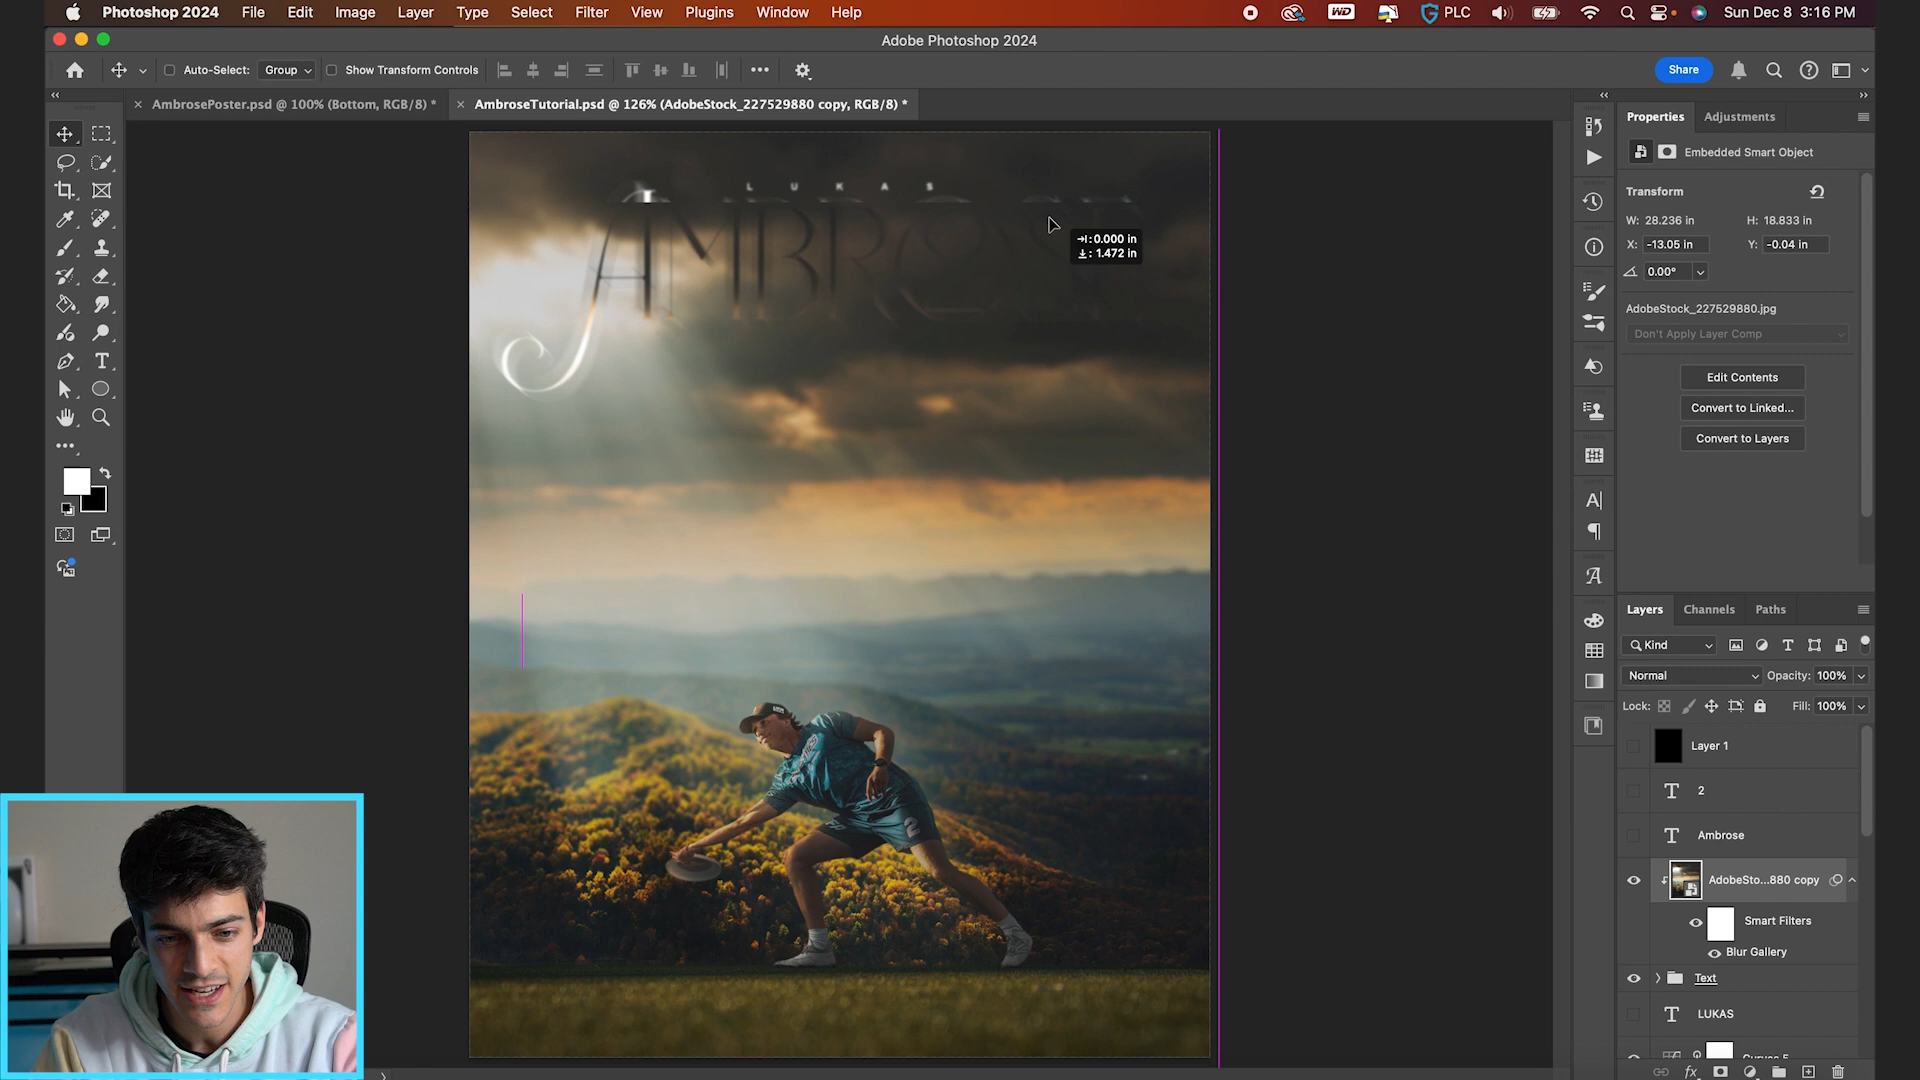 Photoshop 2024 File Edit Image Layer Type Select Filter View Plugins Window Help
WD PLC Sun Dec 8 3:16 PM
Adobe Photoshop 2024
Auto-Select: Group Show Transform Controls
Share
AmbrosePoster.psd @ 100% (Bottom, RGB/8) *
AmbroseTutorial.psd @ 126% (AdobeStock_227529880 copy, RGB/8) *
LUKAS
AMBROSE
0.000 in
1.472 in
2
Properties Adjustments
Embedded Smart Object
Transform
W: 28.236 in H: 18.833 in
X: -13.05 in Y: -0.04 in
0.00°
AdobeStock_227529880.jpg
Don't Apply Layer Comp
Edit Contents
Convert to Linked...
Convert to Layers
Layers Channels Paths
Kind
Normal Opacity: 100%
Lock: Fill: 100%
Layer 1
2
Ambrose
AdobeSto...880 copy
Smart Filters
Blur Gallery
Text
LUKAS
Curves 5